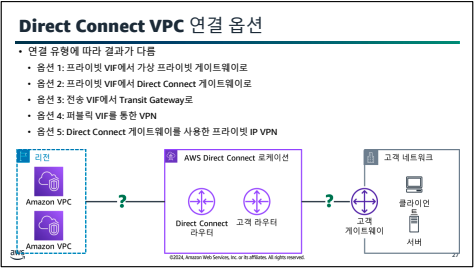 Direct Connect VPC 연결 옵션
• 연결 유형에 따라 결과가 다름
• 옵션 1: 프라이빗 VIF에서 가상 프라이빗 게이트웨이로
• 옵션 2: 프라이빗 VIF에서 Direct Connect 게이트웨이로
• 옵션 3: 전송 VIF에서 Transit Gateway로
• 옵션 4: 퍼블릭 VIF를 통한 VPN
• 옵션 5: Direct Connect 게이트웨이를 사용한 프라이빗 IP VPN
리전
Amazon VPC
Amazon VPC
?
AWS Direct Connect 로케이션
Direct Connect
라우터
고객 라우터
?
고객 네트워크
고객
게이트웨이
클라이언
트
서버
aws
©2024, Amazon Web Services, Inc. or its affiliates. All rights reserved.
27